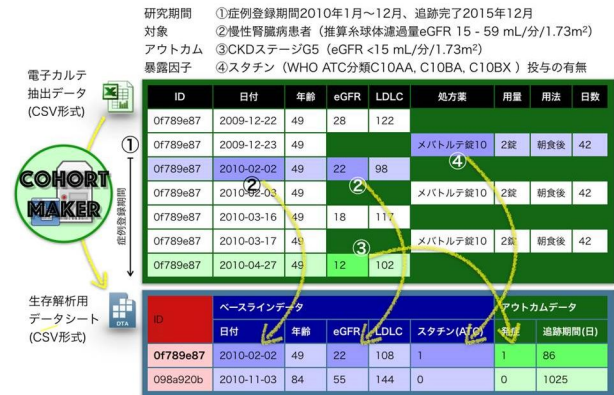 研究期間 ①症例登録期間2010年1月〜12月、追跡完了2015年12月
対象 ②慢性腎臓病患者（推算糸球体濾過量eGFR 15 - 59 mL/分/1.73m²）
アウトカム ③CKDステージG5（eGFR <15 mL/分/1.73m²）
暴露因子 ④スタチン（WHO ATC分類C10AA, C10BA, C10BX ）投与の有無
電子カルテ
抽出データ
(CSV形式)
①
COHORT
MAKER
症例登録期間
生存解析用
データシート
(CSV形式)
DTA
ID 日付 年齢 eGFR LDLC 処方薬 用量 用法 日数
0f789e87 2009-12-22 49 28 122
0f789e87 2009-12-23 49 メバトルテ錠10 2錠 朝食後 42
0f789e87 2010-02-02 49 22 98
② ② ④
0f789e87 2010-02-03 49 メバトルテ錠10 2錠 朝食後 42
0f789e87 2010-03-16 49 18 117
0f789e87 2010-03-17 49 メバトルテ錠10 2錠 朝食後 42
③
0f789e87 2010-04-27 49 12 102
ID ベースラインデータ アウトカムデータ
日付 年齢 eGFR LDLC スタチン(ATC) 発症 追跡期間(日)
0f789e87 2010-02-02 49 22 108 1 1 86
098a920b 2010-11-03 84 55 144 0 0 1025